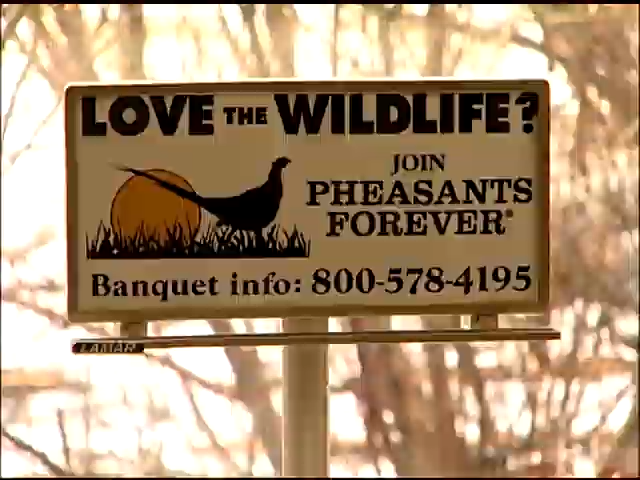 LOVE THE WILDLIFE?
JOIN
PHEASANTS
FOREVER®
Banquet info: 800-578-4195
LAMAR